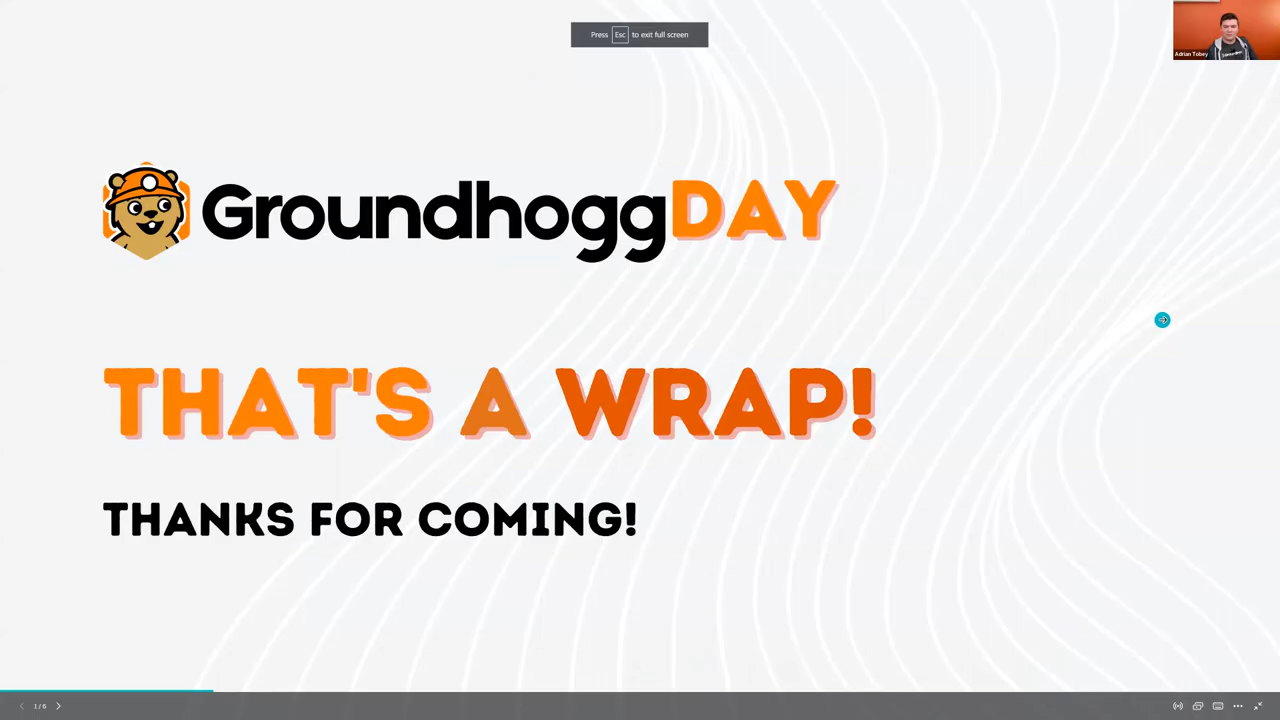 Press Esc to exit full screen
Adrian Tobey
GroundhoggDAY
THAT'S A WRAP!
THANKS FOR COMING!
1 / 6